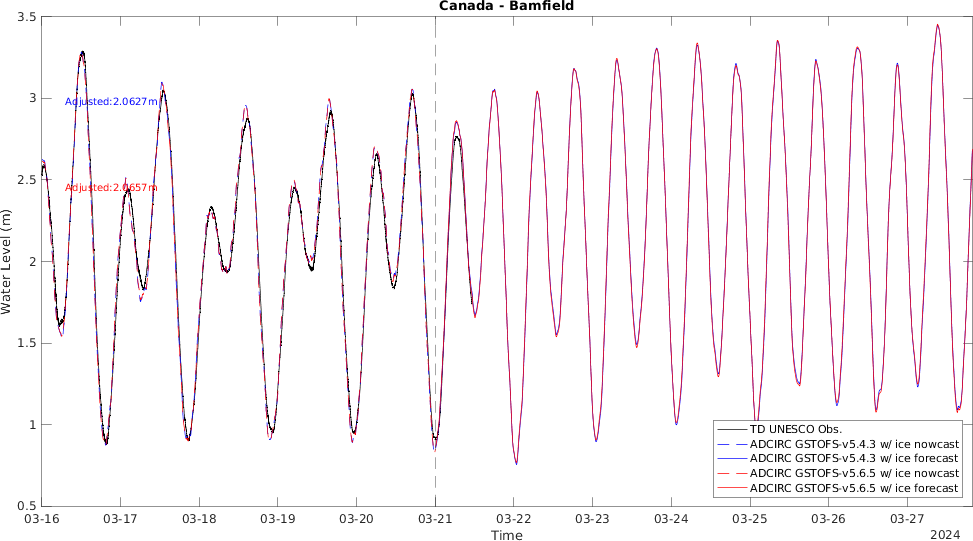 Canada - Bamfield
3.5
3
2.5
2
1.5
1
0.5
Water Level (m)
Adjusted:2.0627m
Adjusted:2.0657m
TD UNESCO Obs.
ADCIRC GSTOFS-v5.4.3 w/ ice nowcast
ADCIRC GSTOFS-v5.4.3 w/ ice forecast
ADCIRC GSTOFS-v5.6.5 w/ ice nowcast
ADCIRC GSTOFS-v5.6.5 w/ ice forecast
03-16 03-17 03-18 03-19 03-20 03-21 03-22 03-23 03-24 03-25 03-26 03-27
Time
2024